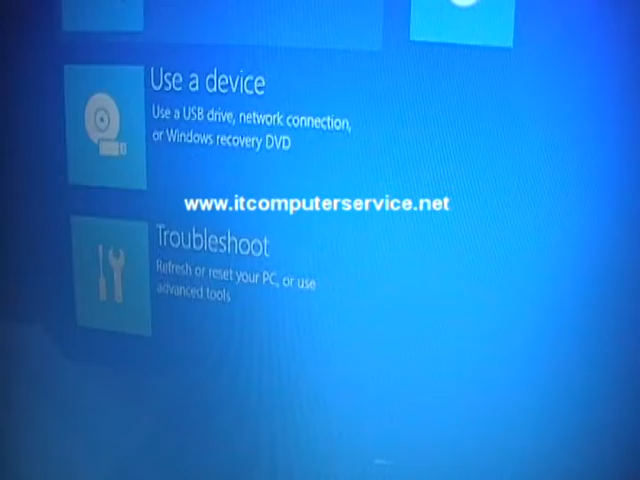 Use a device
Use a USB drive, network connection,
or Windows recovery DVD
www.itcomputerservice.net
Troubleshoot
Refresh or reset your PC, or use
advanced tools